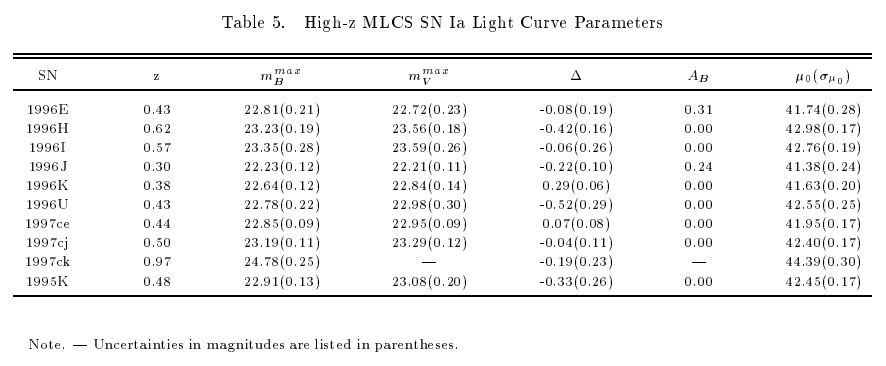 Table 5. High-z MLCS SN Ia Light Curve Parameters
SN z m_B^max m_V^max Δ A_B μ_0(σ_μ_0)
1996E 0.43 22.81(0.21) 22.72(0.23) -0.08(0.19) 0.31 41.74(0.28)
1996H 0.62 23.23(0.19) 23.56(0.18) -0.42(0.16) 0.00 42.98(0.17)
1996I 0.57 23.35(0.28) 23.59(0.26) -0.06(0.26) 0.00 42.76(0.19)
1996J 0.30 22.23(0.12) 22.21(0.11) -0.22(0.10) 0.24 41.38(0.24)
1996K 0.38 22.64(0.12) 22.84(0.14) 0.29(0.06) 0.00 41.63(0.20)
1996U 0.43 22.78(0.22) 22.98(0.30) -0.52(0.29) 0.00 42.55(0.25)
1997ce 0.44 22.85(0.09) 22.95(0.09) 0.07(0.08) 0.00 41.95(0.17)
1997cj 0.50 23.19(0.11) 23.29(0.12) -0.04(0.11) 0.00 42.40(0.17)
1997ck 0.97 24.78(0.25) — -0.19(0.23) — 44.39(0.30)
1995K 0.48 22.91(0.13) 23.08(0.20) -0.33(0.26) 0.00 42.45(0.17)
Note. — Uncertainties in magnitudes are listed in parentheses.